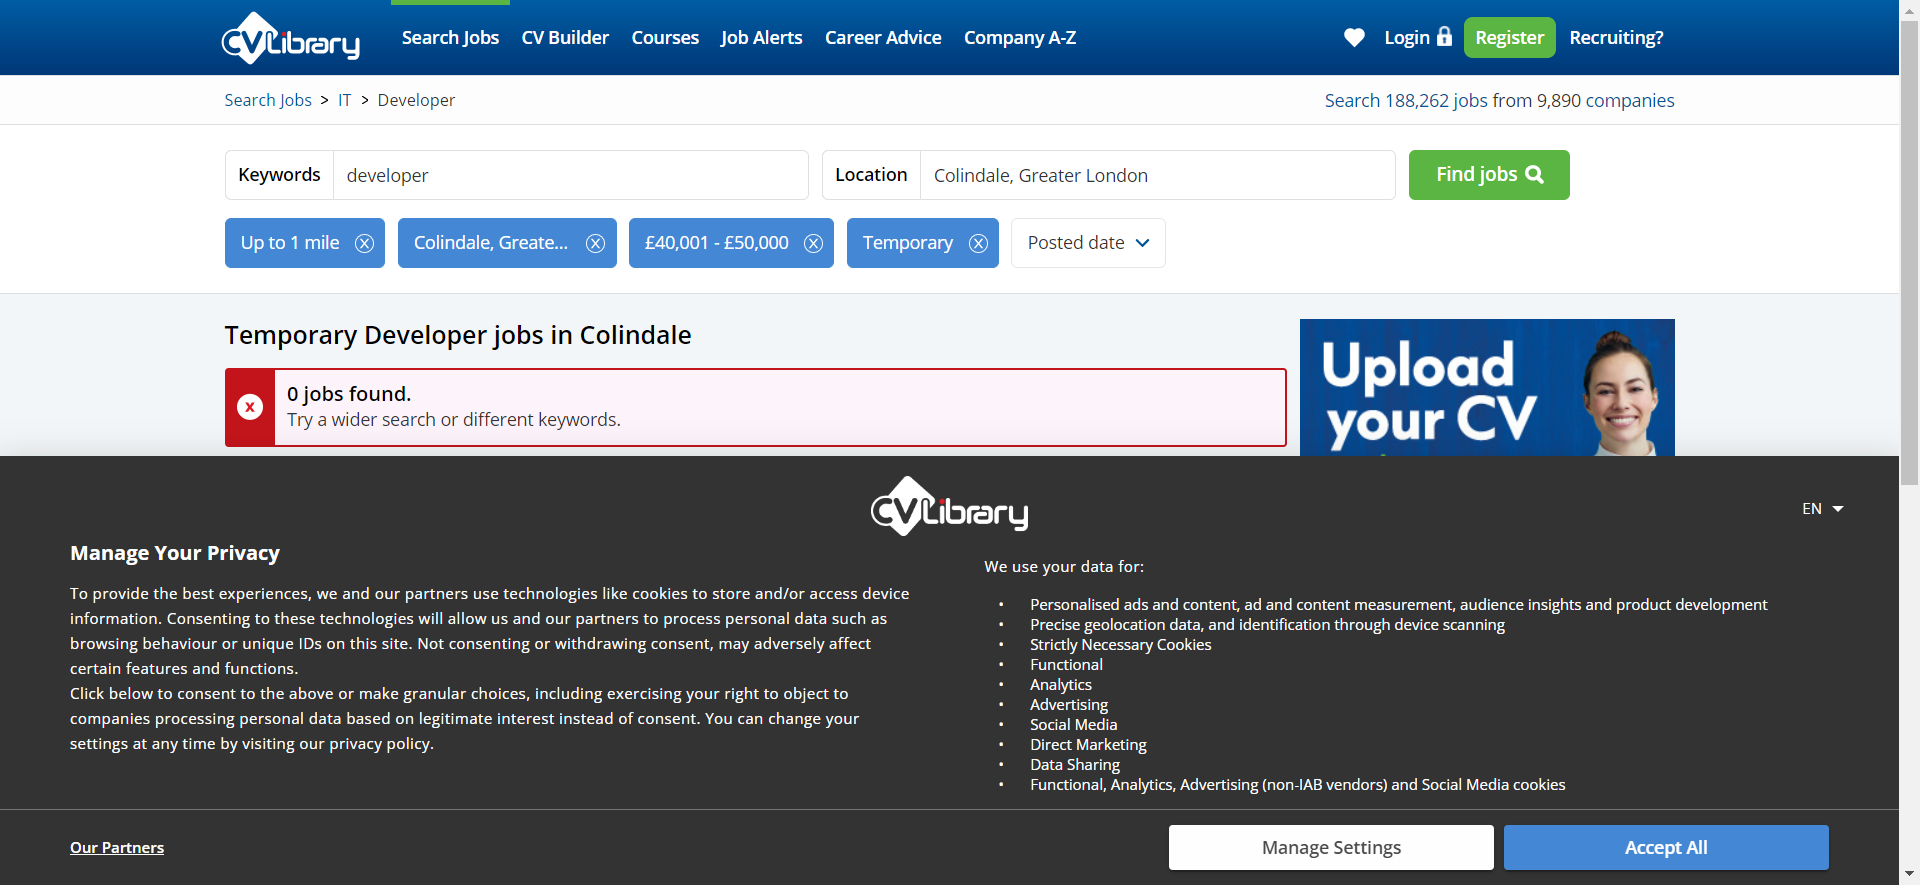 CVLibrary Search Jobs CV Builder Courses Job Alerts Career Advice Company A-Z Login Register Recruiting?
Search Jobs > IT > Developer Search 188,262 jobs from 9,890 companies
Keywords developer Location Colindale, Greater London Find jobs
Up to 1 mile Colindale, Greate... £40,001 - £50,000 Temporary Posted date
Temporary Developer jobs in Colindale
0 jobs found.
Try a wider search or different keywords.
Upload
your CV
CVLibrary
EN
Manage Your Privacy
To provide the best experiences, we and our partners use technologies like cookies to store and/or access device
information. Consenting to these technologies will allow us and our partners to process personal data such as
browsing behaviour or unique IDs on this site. Not consenting or withdrawing consent, may adversely affect
certain features and functions.
Click below to consent to the above or make granular choices, including exercising your right to object to
companies processing personal data based on legitimate interest instead of consent. You can change your
settings at any time by visiting our privacy policy.
We use your data for:
• Personalised ads and content, ad and content measurement, audience insights and product development
• Precise geolocation data, and identification through device scanning
• Strictly Necessary Cookies
• Functional
• Analytics
• Advertising
• Social Media
• Direct Marketing
• Data Sharing
• Functional, Analytics, Advertising (non-IAB vendors) and Social Media cookies
Our Partners Manage Settings Accept All